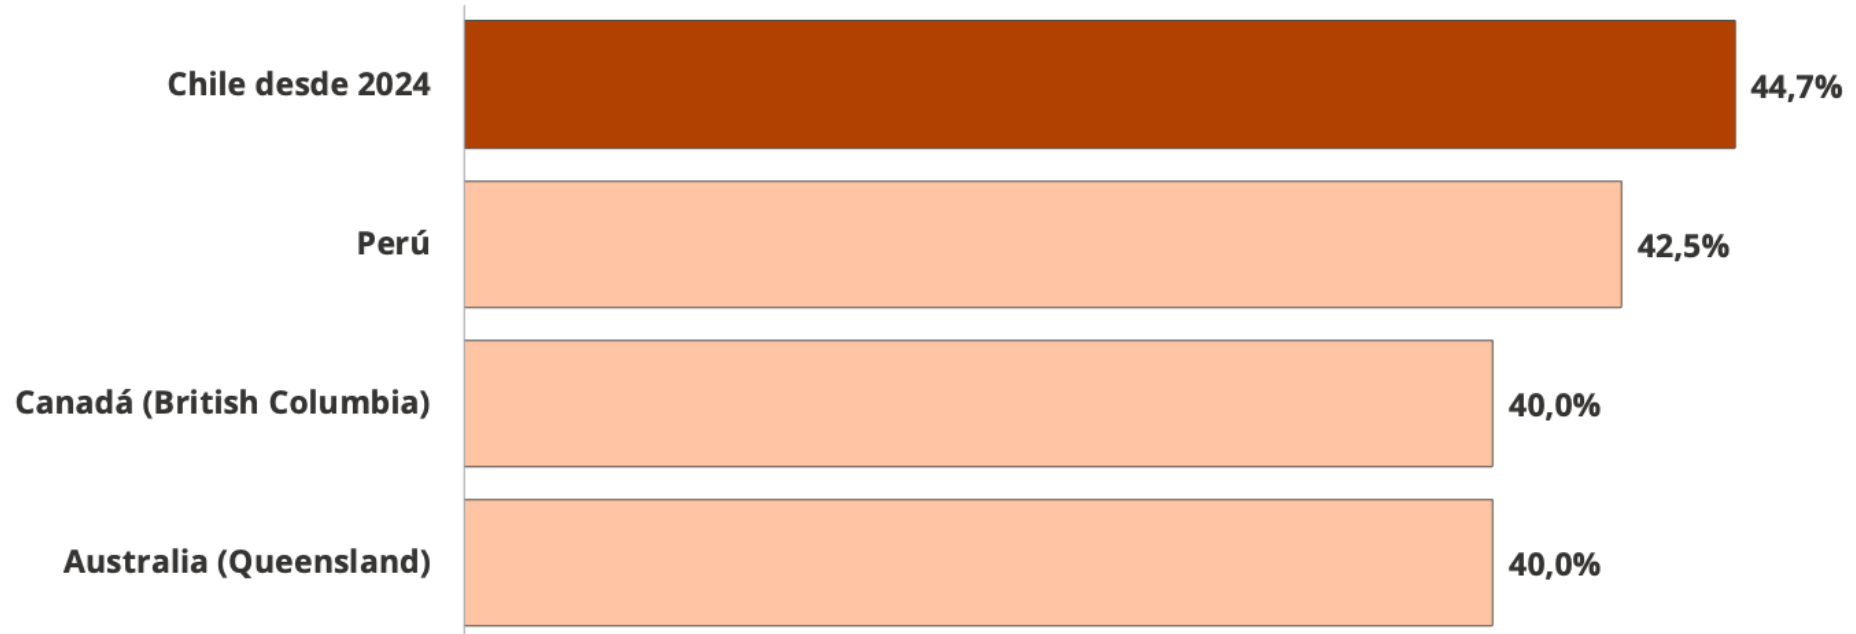 Chile desde 2024 44,7%
Perú 42,5%
Canadá (British Columbia) 40,0%
Australia (Queensland) 40,0%